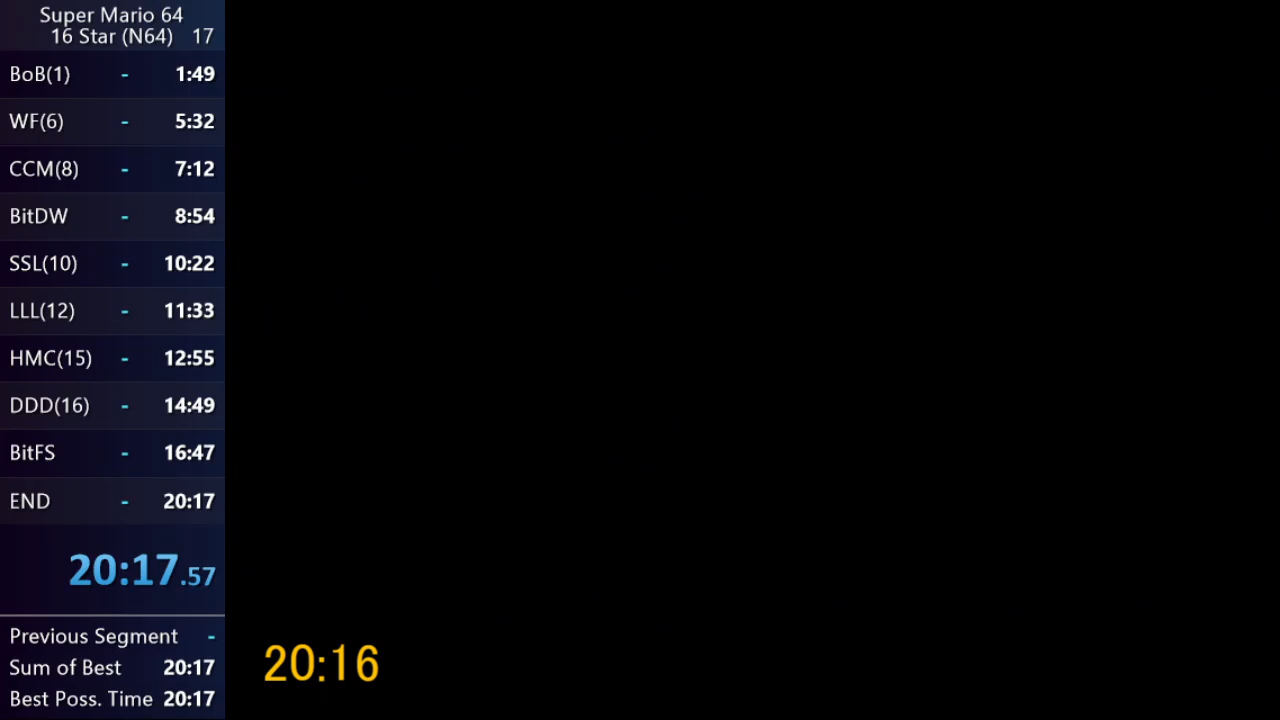 Super Mario 64
16 Star (N64) 17
BoB(1) - 1:49
WF(6) - 5:32
CCM(8) - 7:12
BitDW - 8:54
SSL(10) - 10:22
LLL(12) - 11:33
HMC(15) - 12:55
DDD(16) - 14:49
BitFS - 16:47
END - 20:17
20:17.57
Previous Segment -
Sum of Best 20:17
Best Poss. Time 20:17
20:16